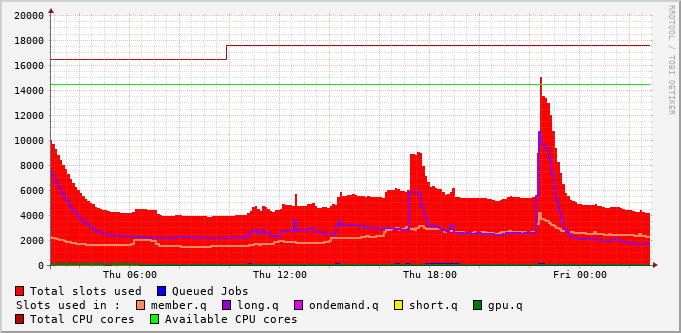 RRDTOOL / TOBI OETIKER
20000
18000
16000
14000
12000
10000
8000
6000
4000
2000
0
Thu 06:00 Thu 12:00 Thu 18:00 Fri 00:00
Total slots used Queued Jobs
Slots used in : member.q long.q ondemand.q short.q gpu.q
Total CPU cores Available CPU cores